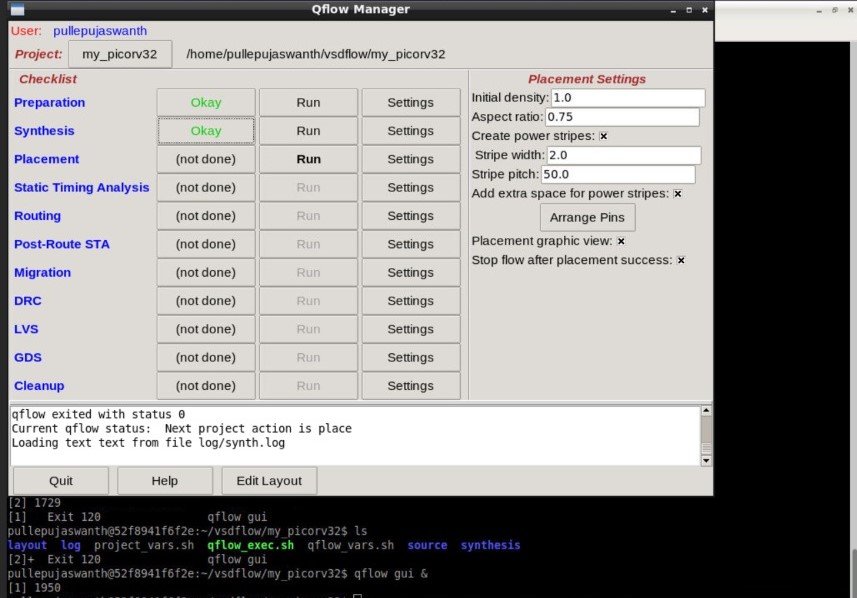 Qflow Manager
User: pullepujaswanth
Project: my_picorv32 /home/pullepujaswanth/vsdflow/my_picorv32
Checklist
Preparation Okay Run Settings
Synthesis Okay Run Settings
Placement (not done) Run Settings
Static Timing Analysis (not done) Run Settings
Routing (not done) Run Settings
Post-Route STA (not done) Run Settings
Migration (not done) Run Settings
DRC (not done) Run Settings
LVS (not done) Run Settings
GDS (not done) Run Settings
Cleanup (not done) Run Settings
Placement Settings
Initial density: 1.0
Aspect ratio: 0.75
Create power stripes:
Stripe width: 2.0
Stripe pitch: 50.0
Add extra space for power stripes:
Arrange Pins
Placement graphic view:
Stop flow after placement success:
qflow exited with status 0
Current qflow status:  Next project action is place
Loading text text from file log/synth.log
Quit Help Edit Layout
[2] 1729
[1]   Exit 120                qflow gui
pullepujaswanth@52f8941f6f2e:~/vsdflow/my_picorv32$ ls
layout  log  project_vars.sh  qflow_exec.sh  qflow_vars.sh  source  synthesis
[2]+  Exit 120                qflow gui
pullepujaswanth@52f8941f6f2e:~/vsdflow/my_picorv32$ qflow gui &
[1] 1950